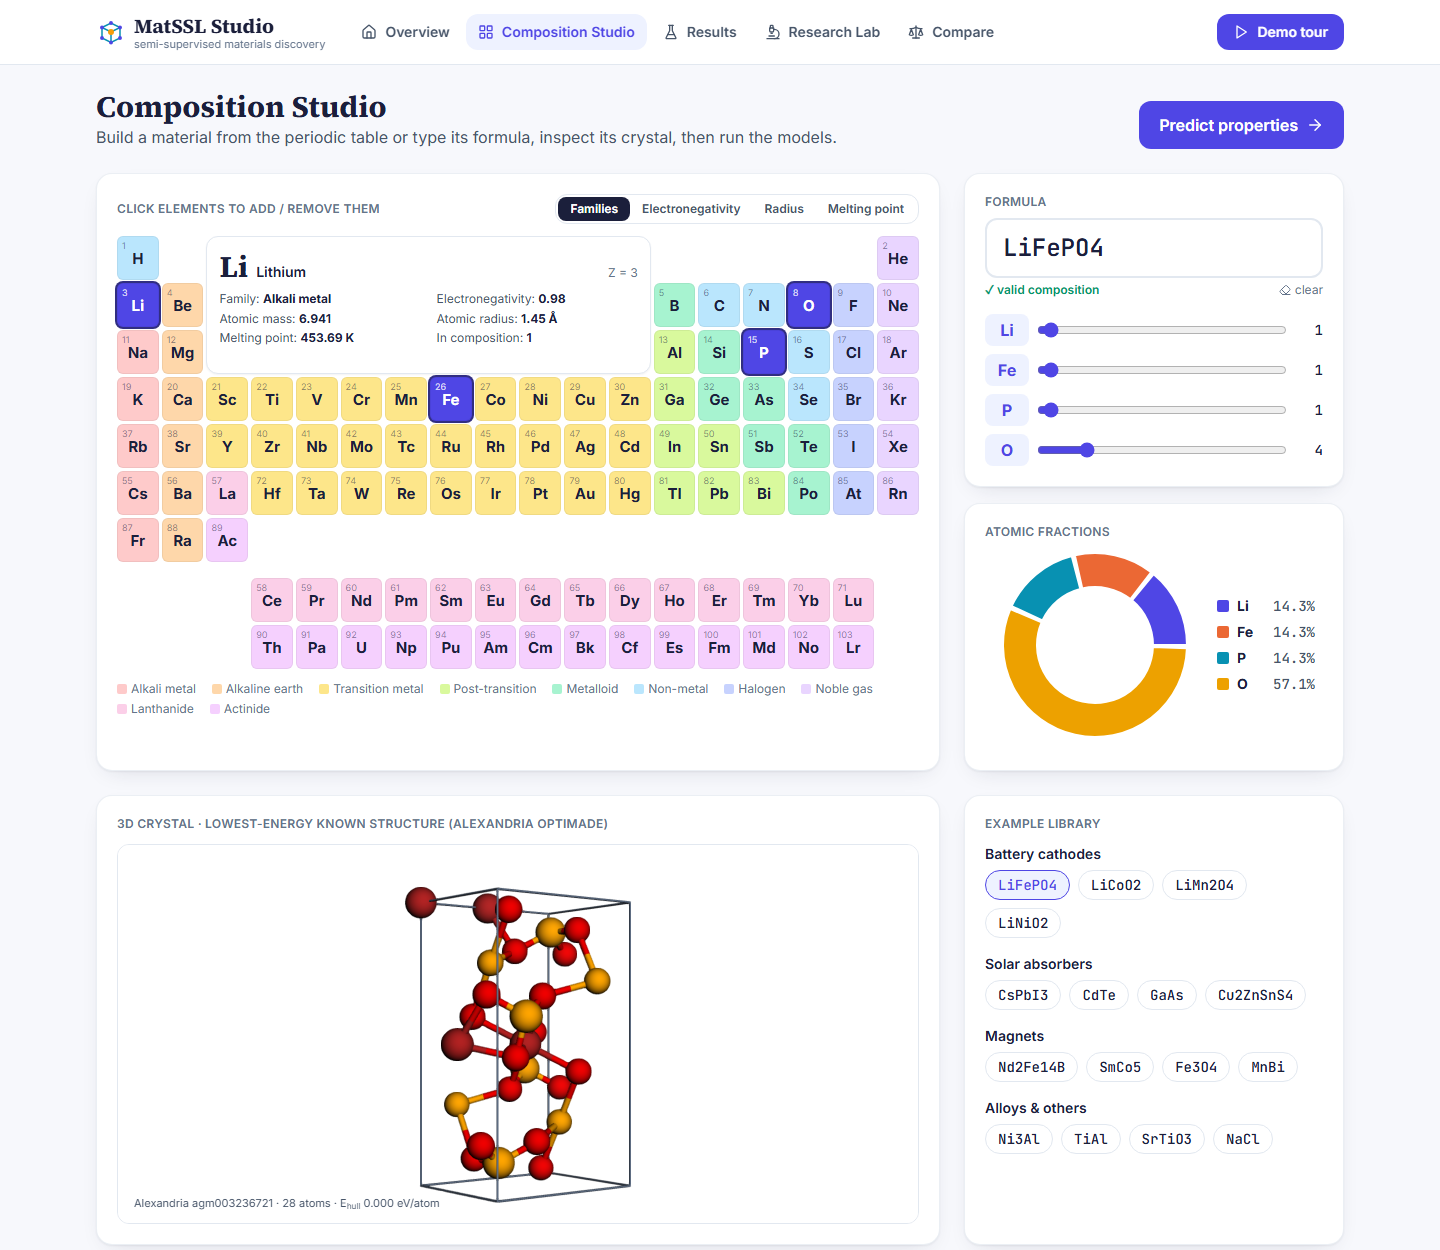 MatSSL Studio
semi-supervised materials discovery
Overview
Composition Studio
Results
Research Lab
Compare
Demo tour
Composition Studio
Build a material from the periodic table or type its formula, inspect its crystal, then run the models.
Predict properties
CLICK ELEMENTS TO ADD / REMOVE THEM
Families Electronegativity Radius Melting point
1 H
2 He
Li Lithium Z = 3
Family: Alkali metal
Electronegativity: 0.98
Atomic mass: 6.941
Atomic radius: 1.45 Å
Melting point: 453.69 K
In composition: 1
3 Li 4 Be 5 B 6 C 7 N 8 O 9 F 10 Ne
11 Na 12 Mg 13 Al 14 Si 15 P 16 S 17 Cl 18 Ar
19 K 20 Ca 21 Sc 22 Ti 23 V 24 Cr 25 Mn 26 Fe 27 Co 28 Ni 29 Cu 30 Zn 31 Ga 32 Ge 33 As 34 Se 35 Br 36 Kr
37 Rb 38 Sr 39 Y 40 Zr 41 Nb 42 Mo 43 Tc 44 Ru 45 Rh 46 Pd 47 Ag 48 Cd 49 In 50 Sn 51 Sb 52 Te 53 I 54 Xe
55 Cs 56 Ba 57 La 72 Hf 73 Ta 74 W 75 Re 76 Os 77 Ir 78 Pt 79 Au 80 Hg 81 Tl 82 Pb 83 Bi 84 Po 85 At 86 Rn
87 Fr 88 Ra 89 Ac
58 Ce 59 Pr 60 Nd 61 Pm 62 Sm 63 Eu 64 Gd 65 Tb 66 Dy 67 Ho 68 Er 69 Tm 70 Yb 71 Lu
90 Th 91 Pa 92 U 93 Np 94 Pu 95 Am 96 Cm 97 Bk 98 Cf 99 Es 100 Fm 101 Md 102 No 103 Lr
Alkali metal Alkaline earth Transition metal Post-transition Metalloid Non-metal Halogen Noble gas
Lanthanide Actinide
FORMULA
LiFePO4
✓ valid composition
clear
Li 1
Fe 1
P 1
O 4
ATOMIC FRACTIONS
Li 14.3%
Fe 14.3%
P 14.3%
O 57.1%
3D CRYSTAL · LOWEST-ENERGY KNOWN STRUCTURE (ALEXANDRIA OPTIMADE)
Alexandria agm003236721 · 28 atoms · Ehull 0.000 eV/atom
EXAMPLE LIBRARY
Battery cathodes
LiFePO4 LiCoO2 LiMn2O4
LiNiO2
Solar absorbers
CsPbI3 CdTe GaAs Cu2ZnSnS4
Magnets
Nd2Fe14B SmCo5 Fe3O4 MnBi
Alloys & others
Ni3Al TiAl SrTiO3 NaCl